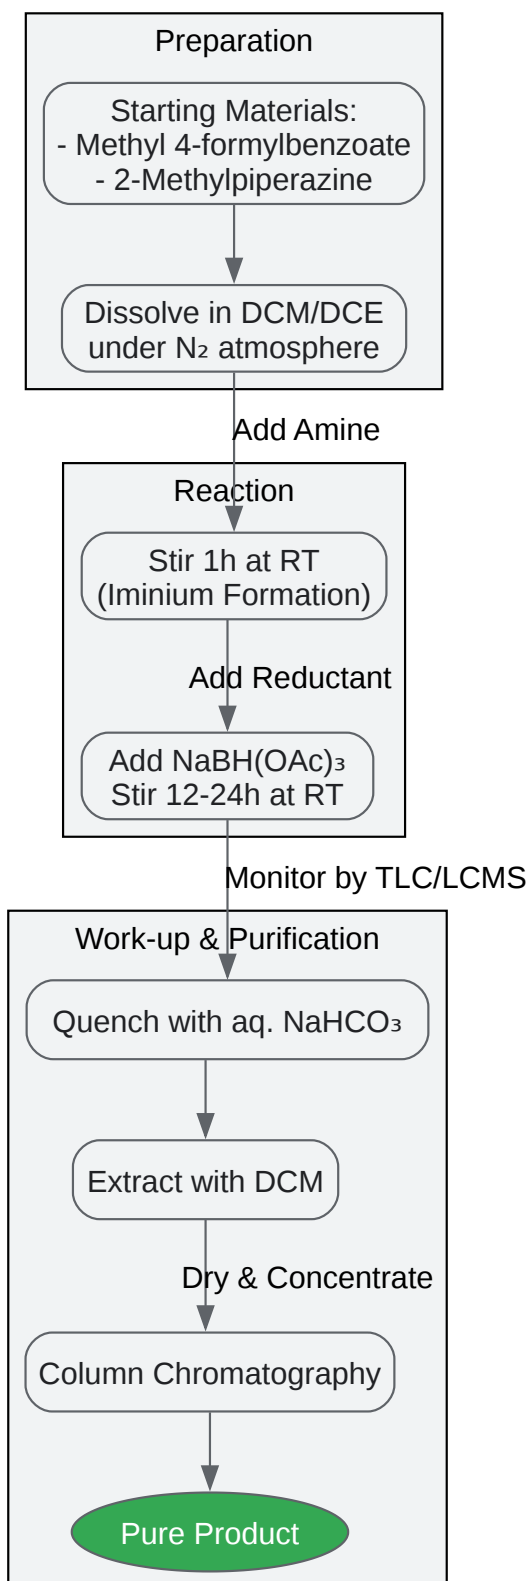 Preparation
Starting Materials:
- Methyl 4-formylbenzoate
- 2-Methylpiperazine
Dissolve in DCM/DCE
under N₂ atmosphere
Add Amine
Reaction
Stir 1h at RT
(Iminium Formation)
Add Reductant
Add NaBH(OAc)₃
Stir 12-24h at RT
Monitor by TLC/LCMS
Work-up & Purification
Quench with aq. NaHCO₃
Extract with DCM
Dry & Concentrate
Column Chromatography
Pure Product